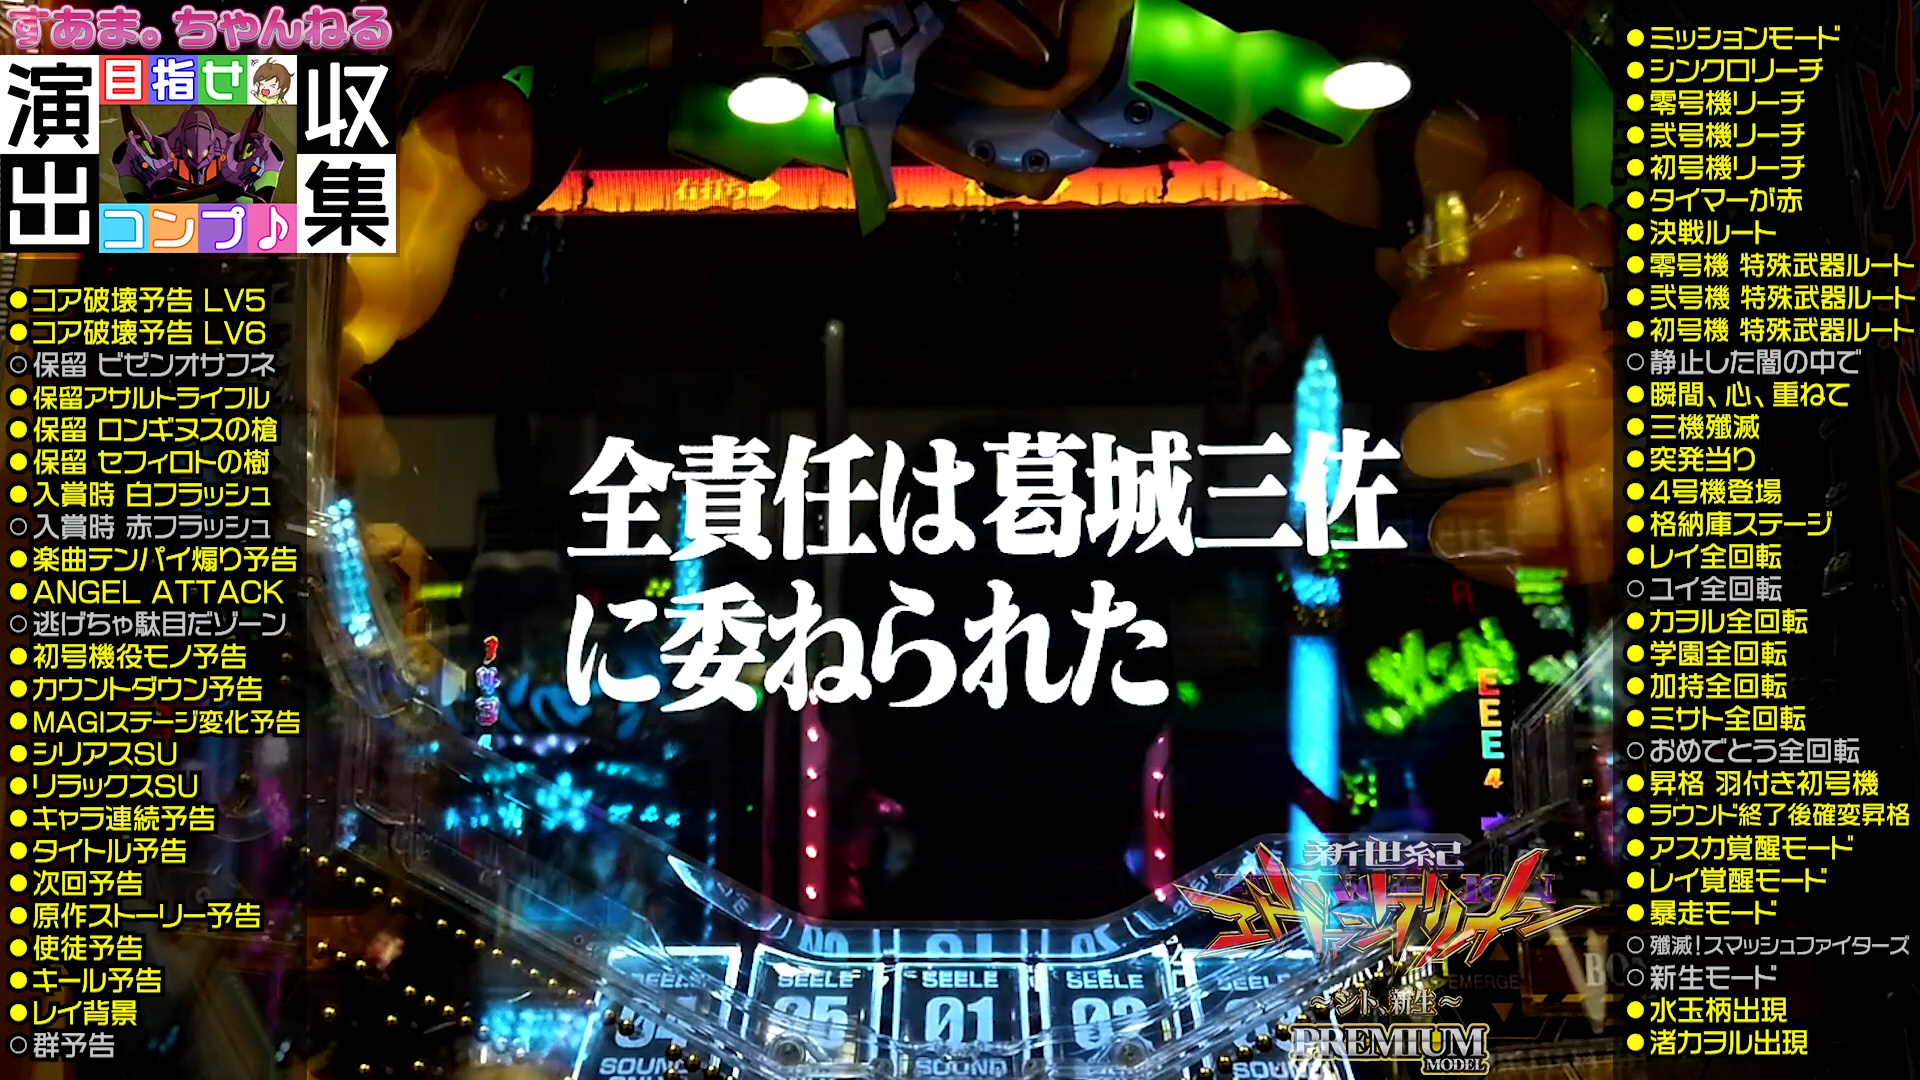 すあま。ちゃんねる
目指せ
演出
収集
コンプ♪
●コア破壊予告 LV5
●コア破壊予告 LV6
○保留 ビゼンオサフネ
●保留アサルトライフル
●保留 ロンギヌスの槍
●保留 セフィロトの樹
●入賞時 白フラッシュ
○入賞時 赤フラッシュ
●楽曲テンパイ煽り予告
●ANGEL ATTACK
○逃げちゃ駄目だゾーン
●初号機役モノ予告
●カウントダウン予告
●MAGIステージ変化予告
●シリアスSU
●リラックスSU
●キャラ連続予告
●タイトル予告
●次回予告
●原作ストーリー予告
●使徒予告
●キール予告
●レイ背景
○群予告
右打ち
全責任は葛城三佐
に委ねられた
●ミッションモード
●シンクロリーチ
●零号機リーチ
●弐号機リーチ
●初号機リーチ
●タイマーが赤
●決戦ルート
●零号機 特殊武器ルート
●弐号機 特殊武器ルート
●初号機 特殊武器ルート
○静止した闇の中で
●瞬間、心、重ねて
●三機殲滅
●突発当り
●4号機登場
●格納庫ステージ
●レイ全回転
○ユイ全回転
●カヲル全回転
●学園全回転
●加持全回転
●ミサト全回転
○おめでとう全回転
●昇格 羽付き初号機
●ラウンド終了後確変昇格
●アスカ覚醒モード
●レイ覚醒モード
●暴走モード
○殲滅!スマッシュファイターズ
○新生モード
●水玉柄出現
●渚カヲル出現
SEELE
05
SOUND
SEELE
01
SOUND
SEELE
SOUND
新世紀
エヴァンゲリオン
〜シト、新生〜
PREMIUM
MODEL
EMERGE